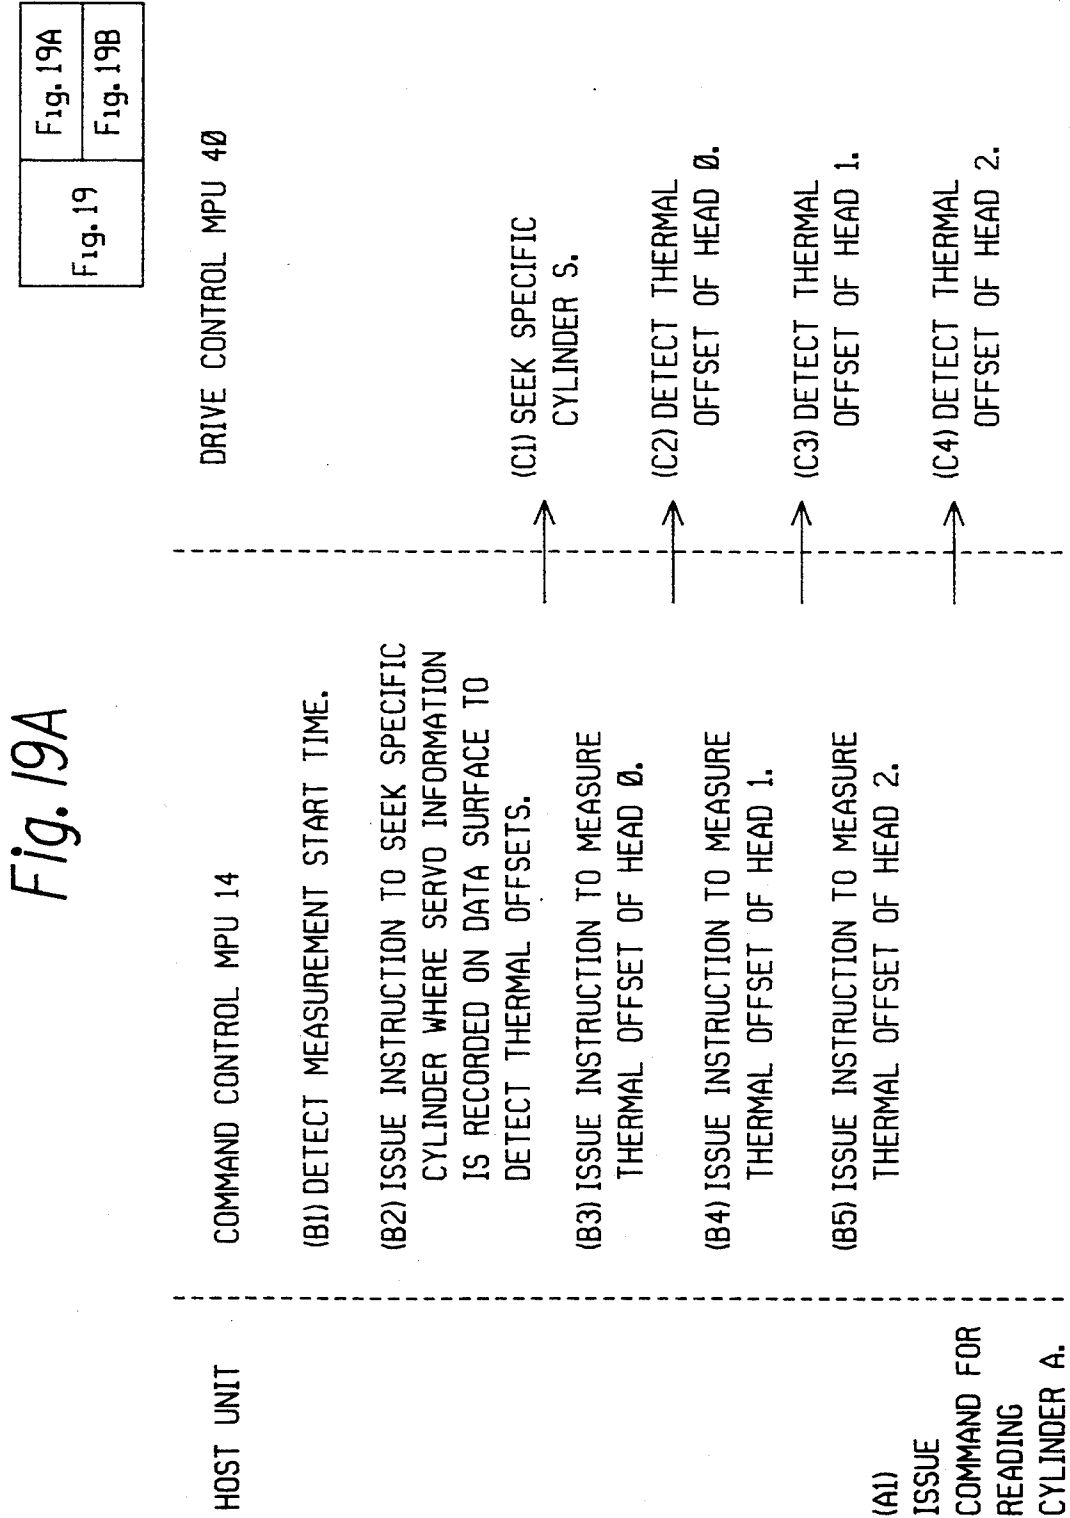 Fig. 19A
Fig. 19
Fig. 19A
Fig. 19B
HOST UNIT
COMMAND CONTROL MPU 14
DRIVE CONTROL MPU 40
(B1) DETECT MEASUREMENT START TIME.
(B2) ISSUE INSTRUCTION TO SEEK SPECIFIC
CYLINDER WHERE SERVO INFORMATION
IS RECORDED ON DATA SURFACE TO
DETECT THERMAL OFFSETS.
(C1) SEEK SPECIFIC
CYLINDER S.
(B3) ISSUE INSTRUCTION TO MEASURE
THERMAL OFFSET OF HEAD 0.
(C2) DETECT THERMAL
OFFSET OF HEAD 0.
(B4) ISSUE INSTRUCTION TO MEASURE
THERMAL OFFSET OF HEAD 1.
(C3) DETECT THERMAL
OFFSET OF HEAD 1.
(B5) ISSUE INSTRUCTION TO MEASURE
THERMAL OFFSET OF HEAD 2.
(C4) DETECT THERMAL
OFFSET OF HEAD 2.
(A1)
ISSUE
COMMAND FOR
READING
CYLINDER A.